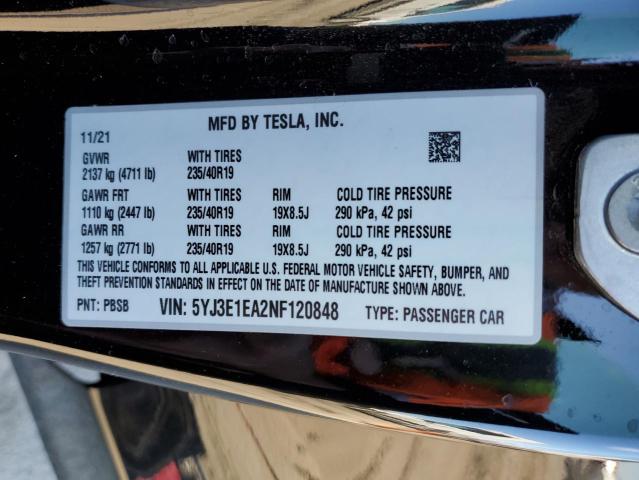 MFD BY TESLA, INC.
11/21
GVWR WITH TIRES
2137 kg (4711 lb) 235/40R19
GAWR FRT WITH TIRES RIM COLD TIRE PRESSURE
1110 kg (2447 lb) 235/40R19 19X8.5J 290 kPa, 42 psi
GAWR RR WITH TIRES RIM COLD TIRE PRESSURE
1257 kg (2771 lb) 235/40R19 19X8.5J 290 kPa, 42 psi
THIS VEHICLE CONFORMS TO ALL APPLICABLE U.S. FEDERAL MOTOR VEHICLE SAFETY, BUMPER, AND
THEFT PREVENTION STANDARDS IN EFFECT ON THE DATE OF MANUFACTURE SHOWN ABOVE.
PNT: PBSB VIN: 5YJ3E1EA2NF120848 TYPE: PASSENGER CAR